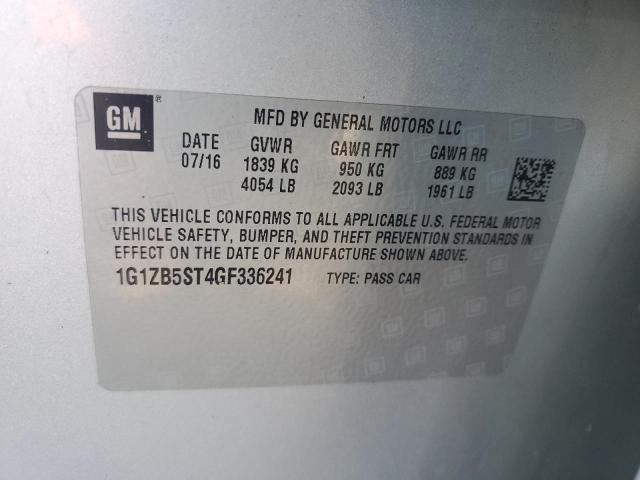 GM ®
MFD BY GENERAL MOTORS LLC
DATE GVWR GAWR FRT GAWR RR
07/16 1839 KG 950 KG 889 KG
4054 LB 2093 LB 1961 LB
THIS VEHICLE CONFORMS TO ALL APPLICABLE U.S. FEDERAL MOTOR
VEHICLE SAFETY, BUMPER, AND THEFT PREVENTION STANDARDS IN
EFFECT ON THE DATE OF MANUFACTURE SHOWN ABOVE.
1G1ZB5ST4GF336241 TYPE: PASS CAR